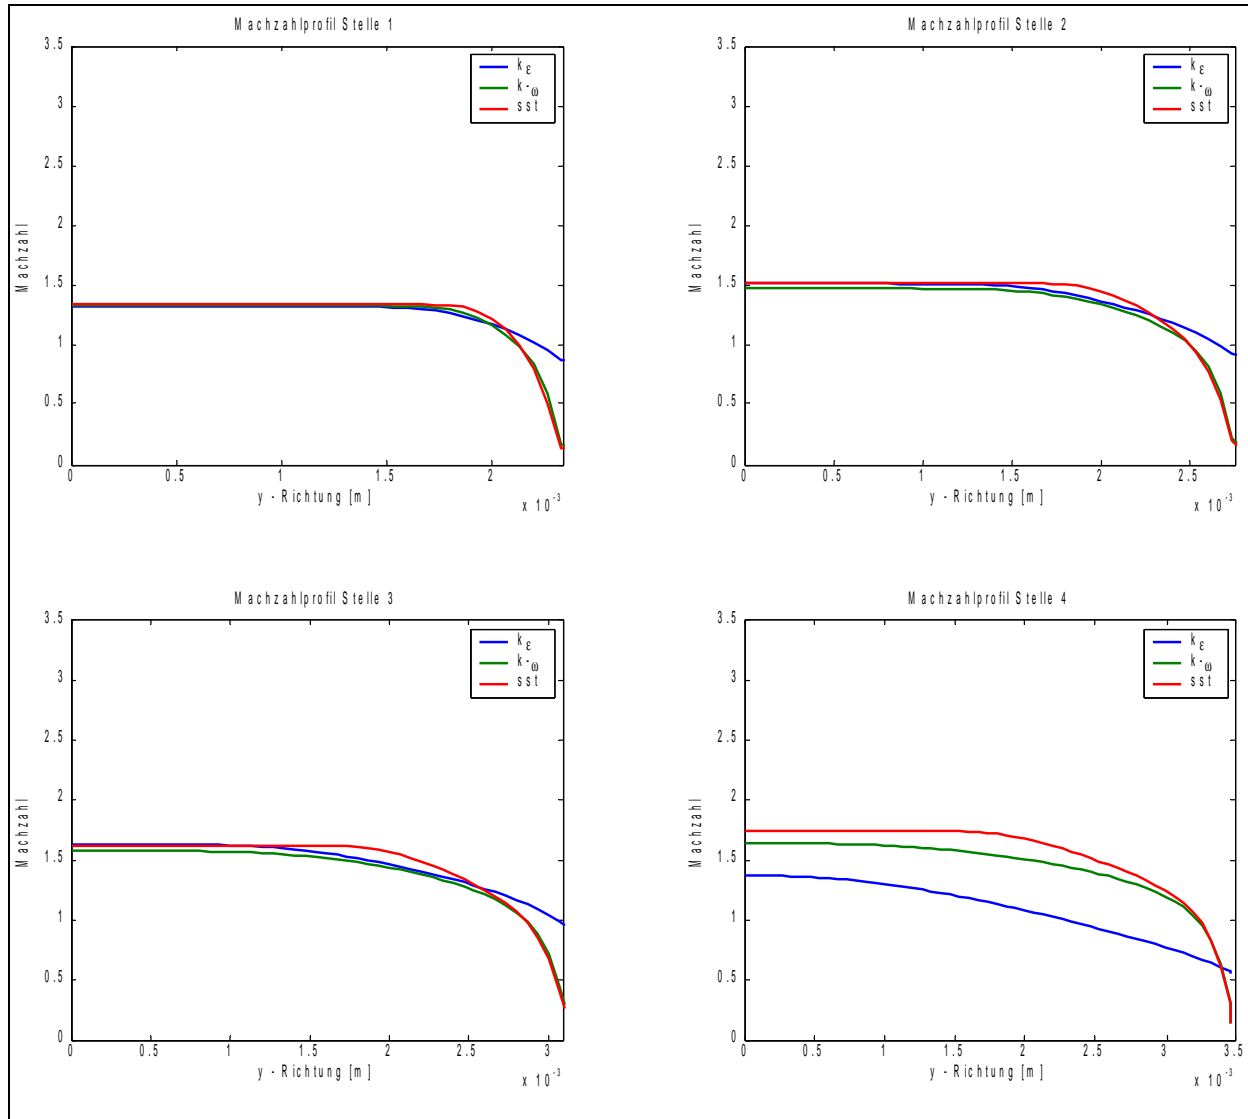 Machzahlprofil Stelle 1
3.5
3
2.5
2
1.5
1
0.5
0
Machzahl
k ε
k-ω
sst
0 0.5 1 1.5 2
y - Richtung [m]
x 10⁻³
Machzahlprofil Stelle 2
3.5
3
2.5
2
1.5
1
0.5
0
Machzahl
k ε
k-ω
sst
0 0.5 1 1.5 2 2.5
y - Richtung [m]
x 10⁻³
Machzahlprofil Stelle 3
3.5
3
2.5
2
1.5
1
0.5
0
Machzahl
k ε
k-ω
sst
0 0.5 1 1.5 2 2.5 3
y - Richtung [m]
x 10⁻³
Machzahlprofil Stelle 4
3.5
3
2.5
2
1.5
1
0.5
0
Machzahl
k ε
k-ω
sst
0 0.5 1 1.5 2 2.5 3 3.5
y - Richtung [m]
x 10⁻³